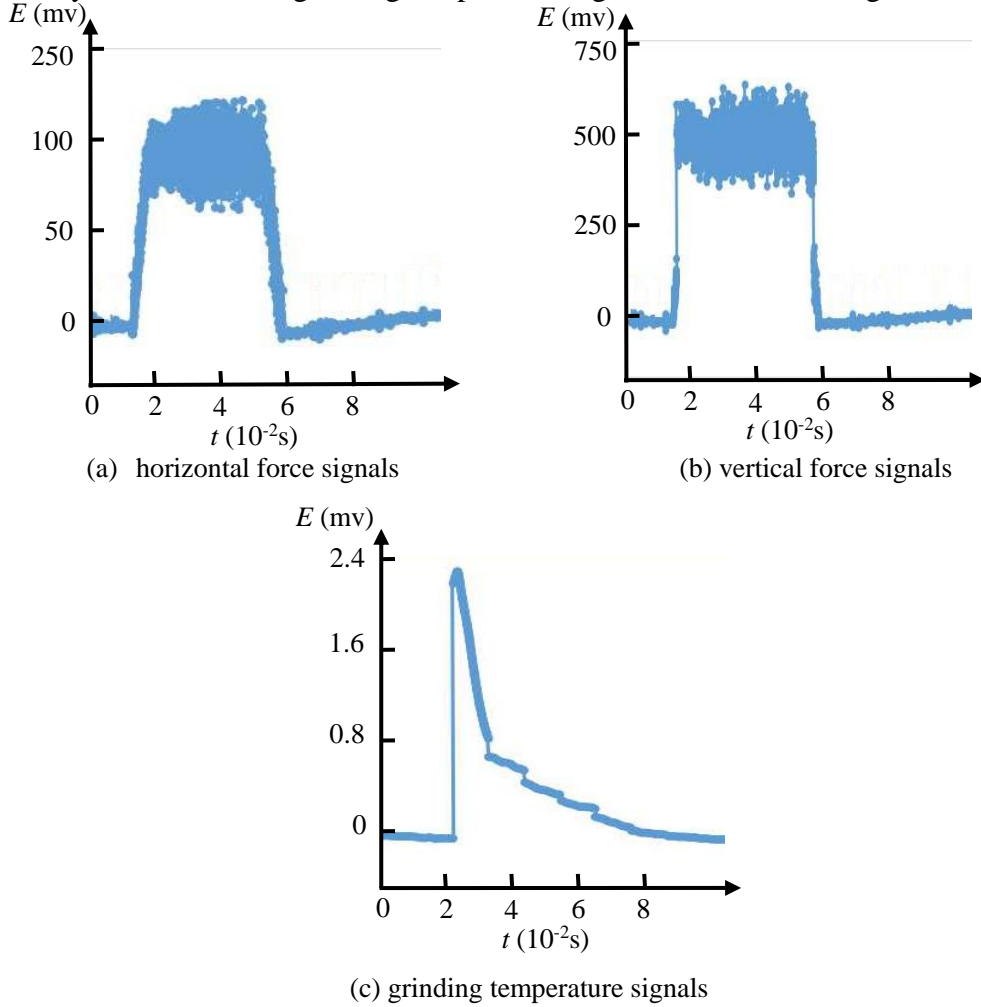 E (mv)
250
100
50
0
0 2 4 6 8
t (10⁻²s)
(a) horizontal force signals
E (mv)
750
500
250
0
0 2 4 6 8
t (10⁻²s)
(b) vertical force signals
E (mv)
2.4
1.6
0.8
0
0 2 4 6 8
t (10⁻²s)
(c) grinding temperature signals